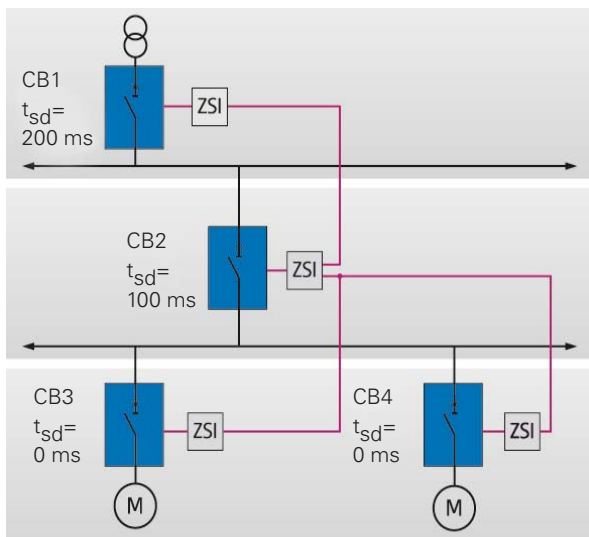 CB1
tsd=
200 ms
ZSI
CB2
tsd=
100 ms
ZSI
CB3
tsd=
0 ms
ZSI
M
CB4
tsd=
0 ms
ZSI
M